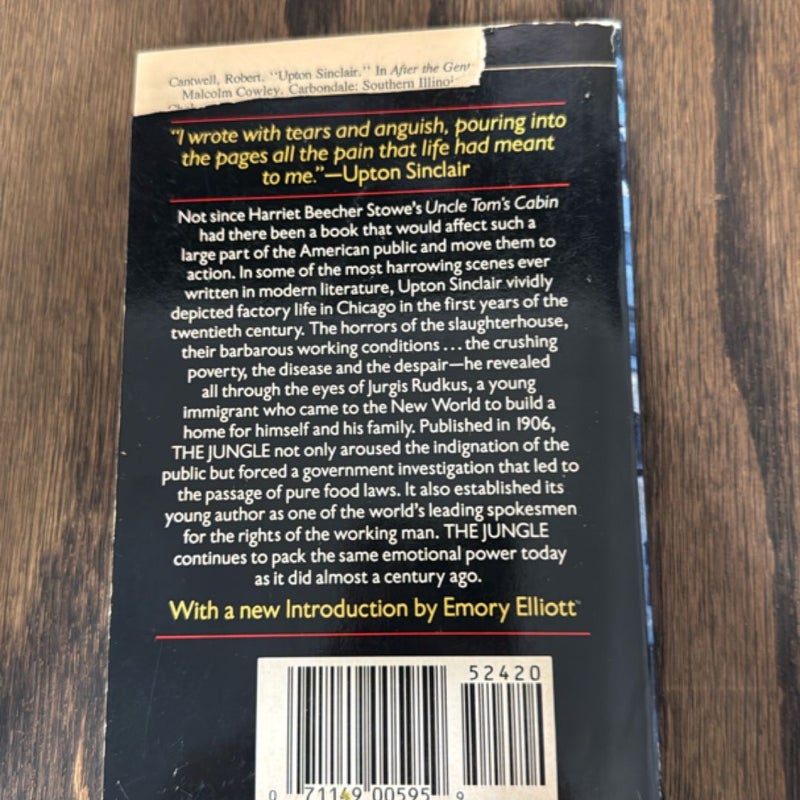 Cantwell, Robert. "Upton Sinclair." In After the Gen
Malcolm Cowley. Carbondale: Southern Illinoi
"I wrote with tears and anguish, pouring into
the pages all the pain that life had meant
to me."—Upton Sinclair
Not since Harriet Beecher Stowe's Uncle Tom's Cabin
had there been a book that would affect such a
large part of the American public and move them to
action. In some of the most harrowing scenes ever
written in modern literature, Upton Sinclair vividly
depicted factory life in Chicago in the first years of the
twentieth century. The horrors of the slaughterhouse,
their barbarous working conditions...the crushing
poverty, the disease and the despair—he revealed
all through the eyes of Jurgis Rudkus, a young
immigrant who came to the New World to build a
home for himself and his family. Published in 1906,
THE JUNGLE not only aroused the indignation of the
public but forced a government investigation that led to
the passage of pure food laws. It also established its
young author as one of the world's leading spokesmen
for the rights of the working man. THE JUNGLE
continues to pack the same emotional power today
as it did almost a century ago.
With a new Introduction by Emory Elliott
52420
0 71149 00595 9